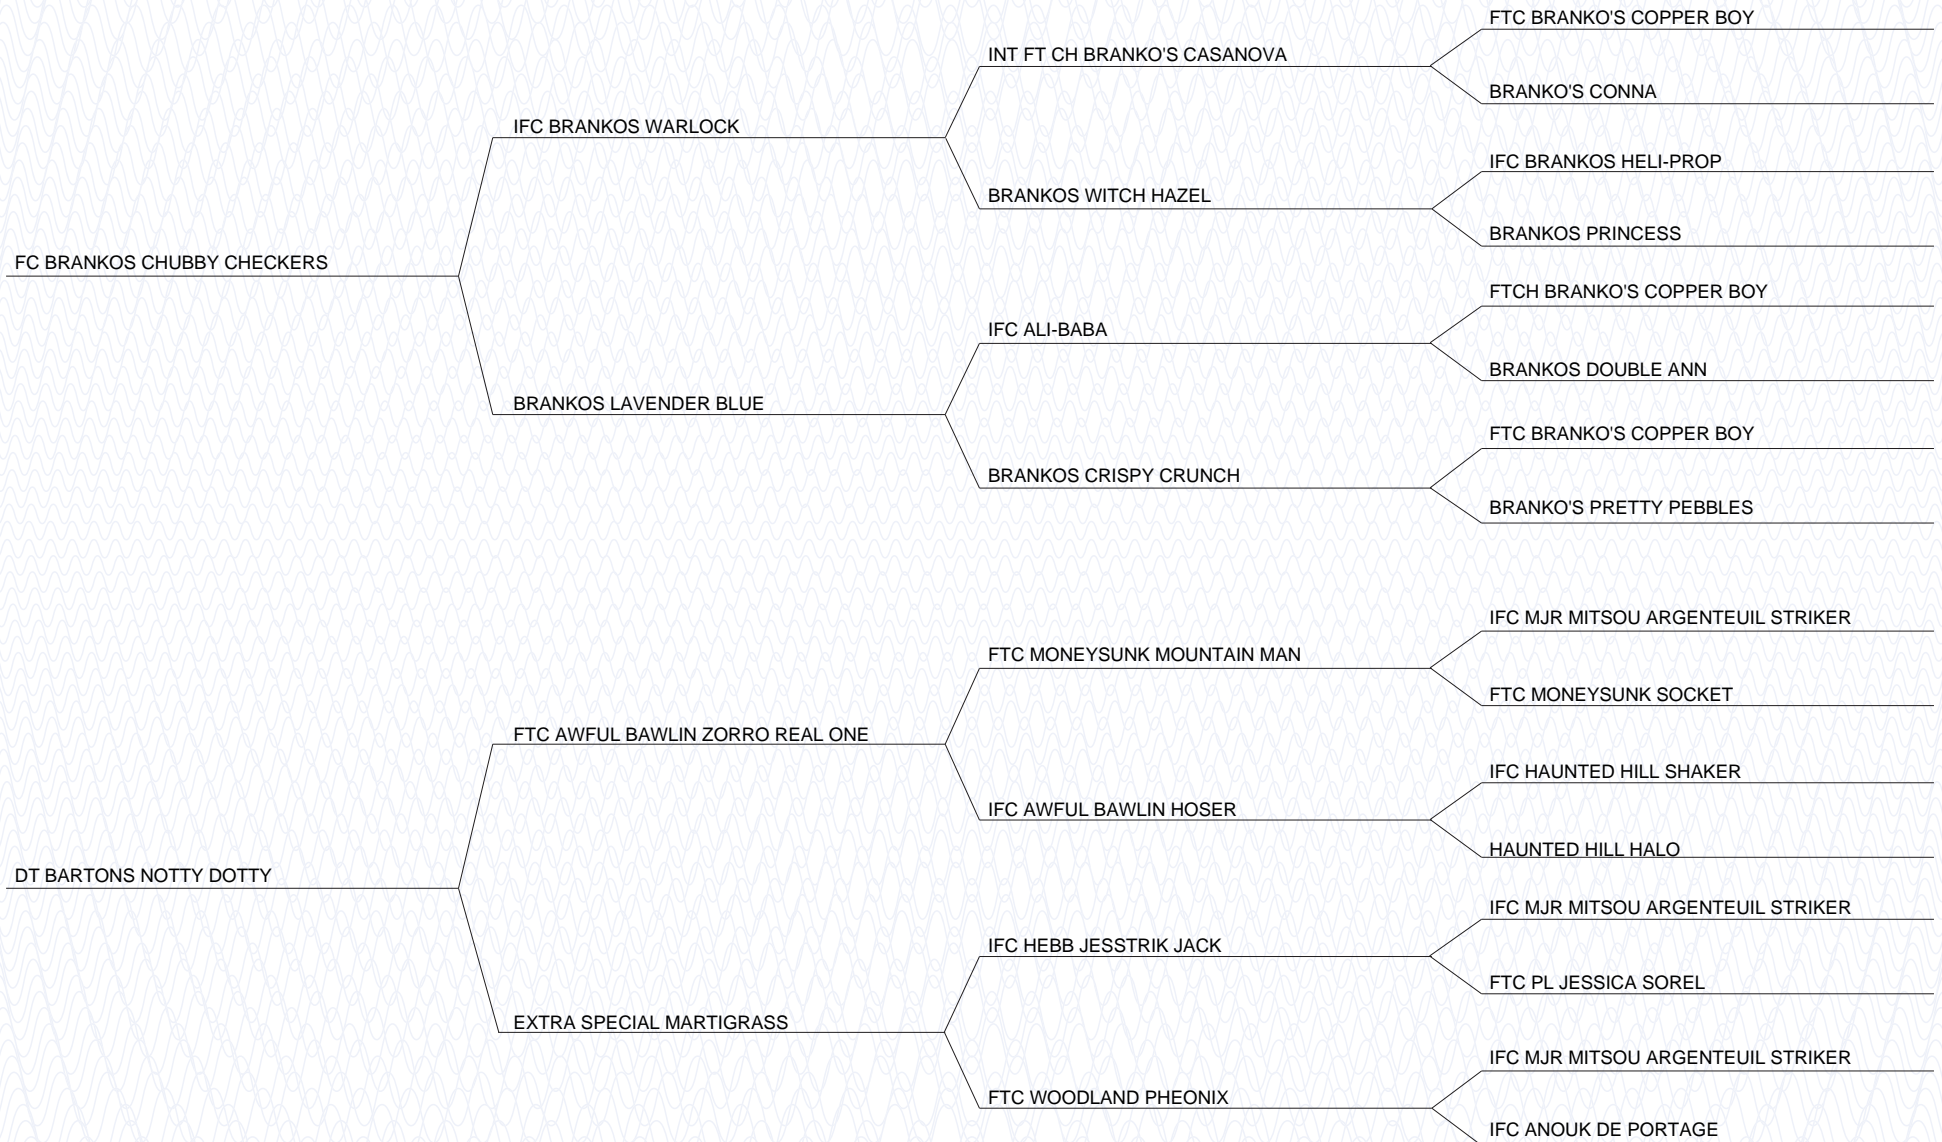 FTC BRANKO'S COPPER BOY
INT FT CH BRANKO'S CASANOVA
BRANKO'S CONNA
IFC BRANKOS WARLOCK
IFC BRANKOS HELI-PROP
BRANKOS WITCH HAZEL
BRANKOS PRINCESS
FC BRANKOS CHUBBY CHECKERS
FTCH BRANKO'S COPPER BOY
IFC ALI-BABA
BRANKOS DOUBLE ANN
BRANKOS LAVENDER BLUE
FTC BRANKO'S COPPER BOY
BRANKOS CRISPY CRUNCH
BRANKO'S PRETTY PEBBLES
IFC MJR MITSOU ARGENTEUIL STRIKER
FTC MONEYSUNK MOUNTAIN MAN
FTC MONEYSUNK SOCKET
FTC AWFUL BAWLIN ZORRO REAL ONE
IFC HAUNTED HILL SHAKER
IFC AWFUL BAWLIN HOSER
HAUNTED HILL HALO
DT BARTONS NOTTY DOTTY
IFC MJR MITSOU ARGENTEUIL STRIKER
IFC HEBB JESSTRIK JACK
FTC PL JESSICA SOREL
EXTRA SPECIAL MARTIGRASS
IFC MJR MITSOU ARGENTEUIL STRIKER
FTC WOODLAND PHEONIX
IFC ANOUK DE PORTAGE